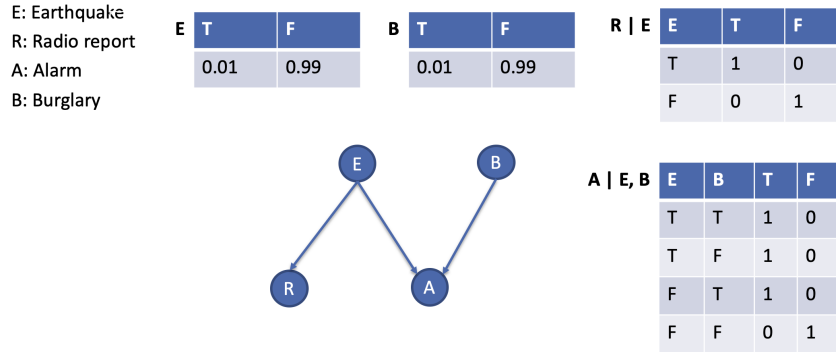 E: Earthquake
R: Radio report
A: Alarm
B: Burglary
E T F
0.01 0.99
B T F
0.01 0.99
R | E E T F
T 1 0
F 0 1
E B
R A
A | E, B E B T F
T T 1 0
T F 1 0
F T 1 0
F F 0 1